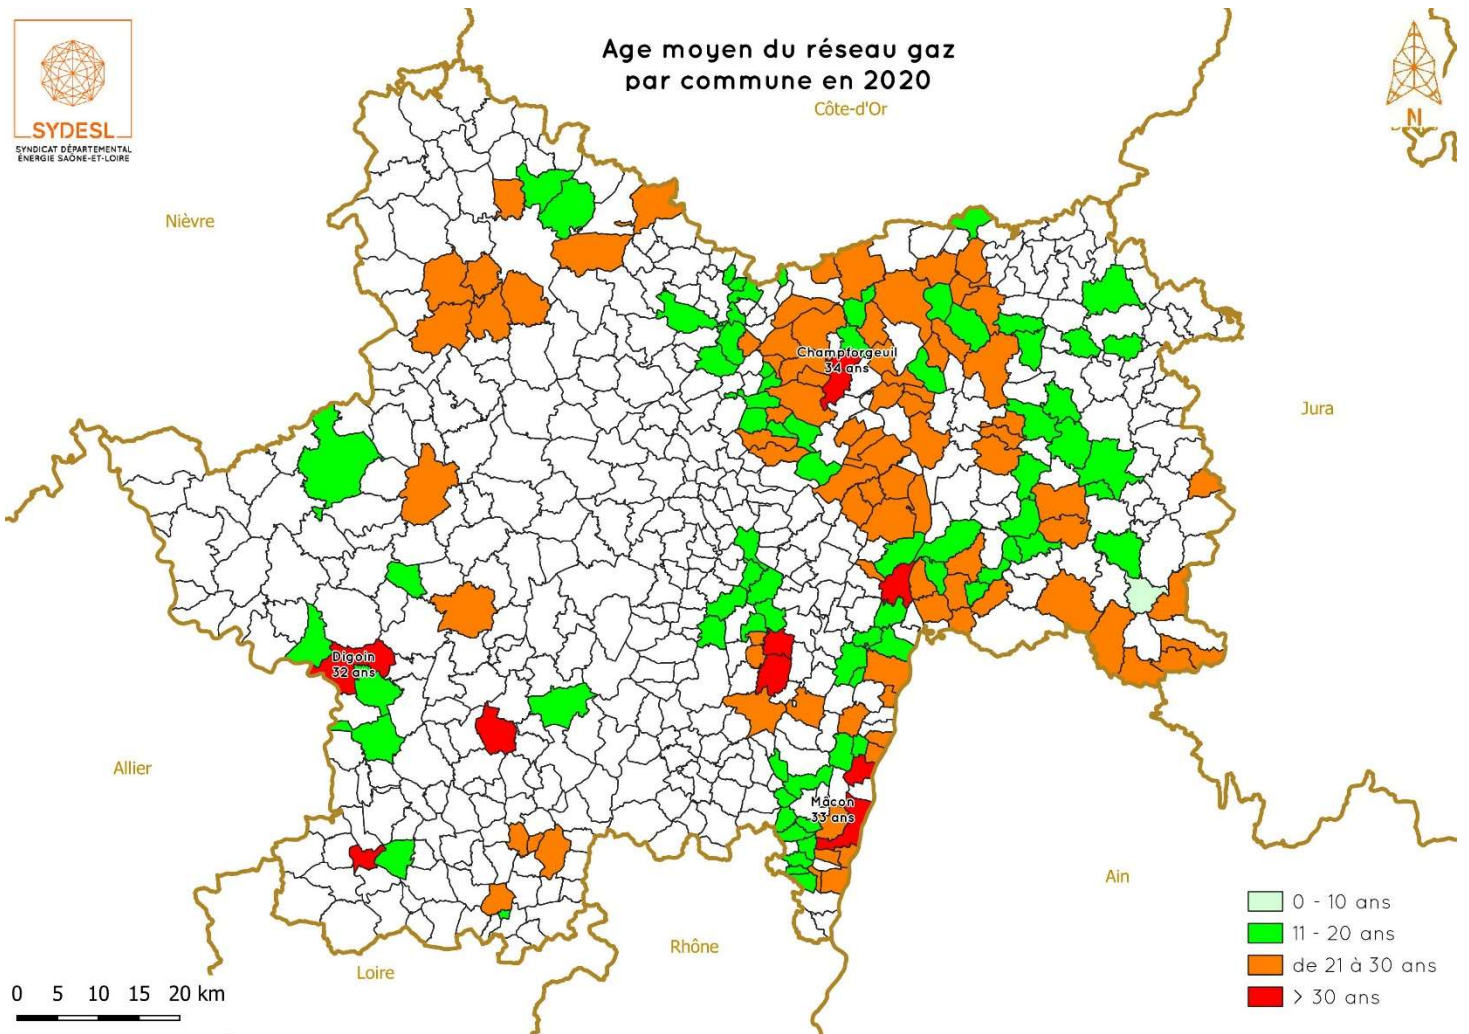 Age moyen du réseau gaz
par commune en 2020
SYDESL
SYNDICAT DÉPARTEMENTAL
ÉNERGIE SAÔNE-ET-LOIRE
N
Côte-d'Or
Nièvre
Champforgeuil
34 ans
Jura
Digoin
32 ans
Allier
Mâcon
33 ans
Ain
Rhône
Loire
0 - 10 ans
11 - 20 ans
de 21 à 30 ans
> 30 ans
0 5 10 15 20 km